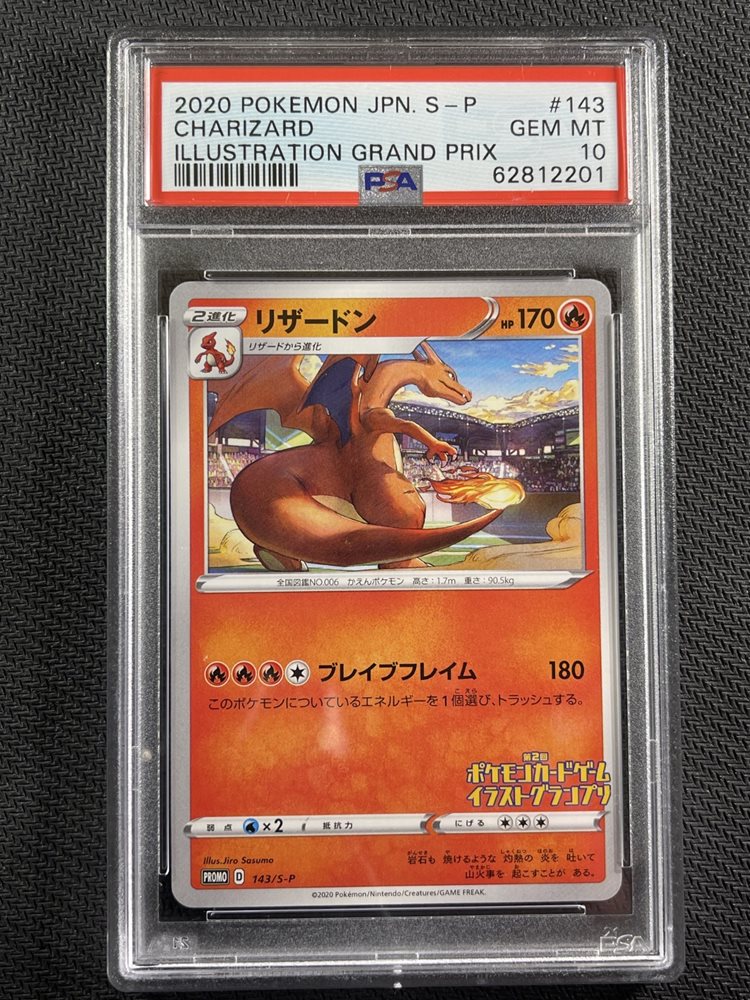 2020 POKEMON JPN. S-P #143
CHARIZARD GEM MT
ILLUSTRATION GRAND PRIX 10
PSA 62812201
2進化 リザードン HP 170
リザードから進化
全国図鑑NO.006 かえんポケモン 高さ:1.7m 重さ:90.5kg
ブレイブフレイム 180
このポケモンについているエネルギーを1個選び、トラッシュする。
第2回
ポケモンカードゲーム
イラストグランプリ
弱点 ×2 抵抗力 にげる
Illus.Jiro Sasumo
岩石も 焼けるような 灼熱の 炎を 吐いて
山火事を 起こすことが ある。
PROMO D 143/S-P
©2020 Pokémon/Nintendo/Creatures/GAME FREAK.
PSA